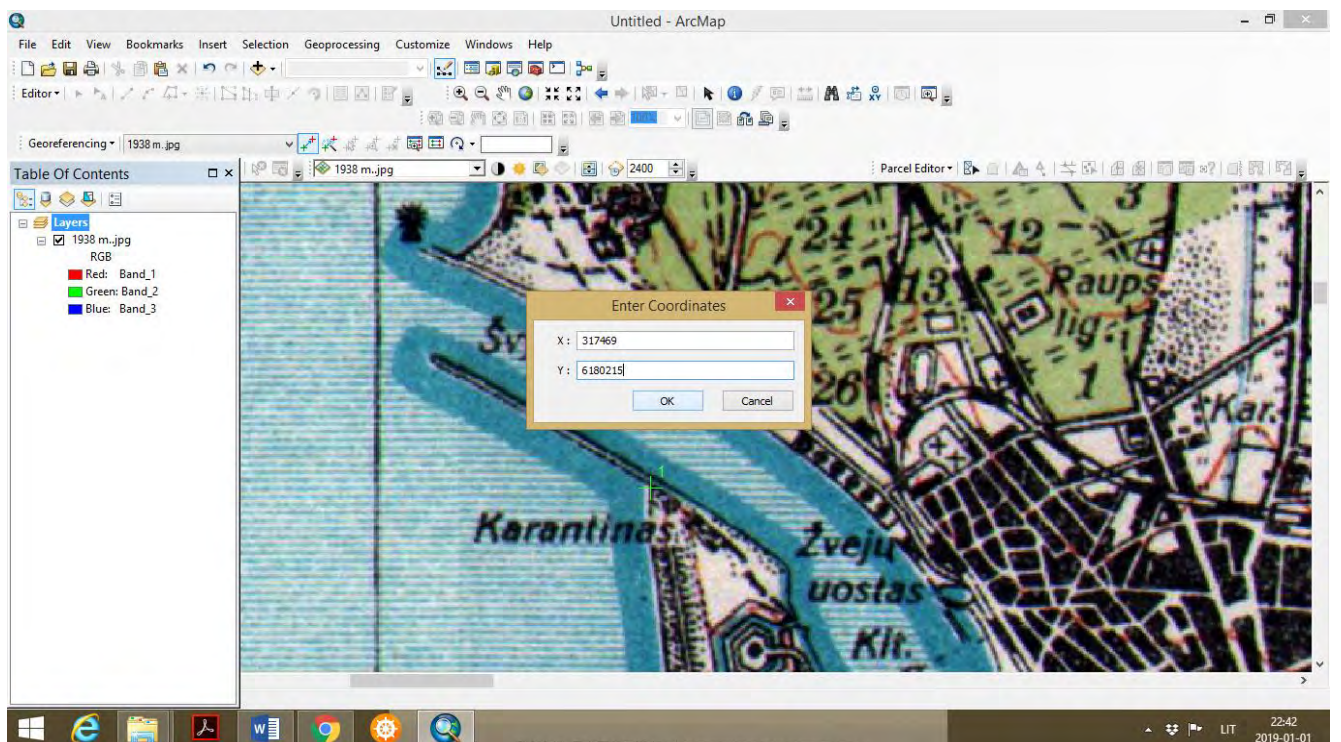 Untitled - ArcMap
File Edit View Bookmarks Insert Selection Geoprocessing Customize Windows Help
Editor
Georeferencing 1938 m..jpg
Table Of Contents
1938 m..jpg
2400
Parcel Editor
Layers
1938 m..jpg
RGB
Red: Band_1
Green: Band_2
Blue: Band_3
3
24
12
13
Raups
25
lig.
1
26
Kar.
Enter Coordinates
X : 317469
Y : 6180215
OK Cancel
1
Karantinas
Žvejų
uostas
Klt.
LIT
22:42
2019-01-01